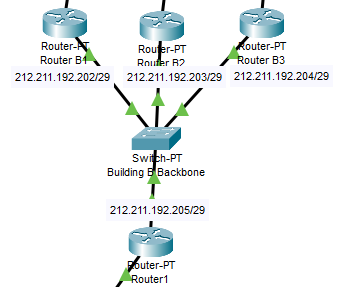 Router-PT
Router B1
212.211.192.202/29
Router-PT
Router B2
212.211.192.203/29
Router-PT
Router B3
212.211.192.204/29
Switch-PT
Building B Backbone
212.211.192.205/29
Router-PT
Router1